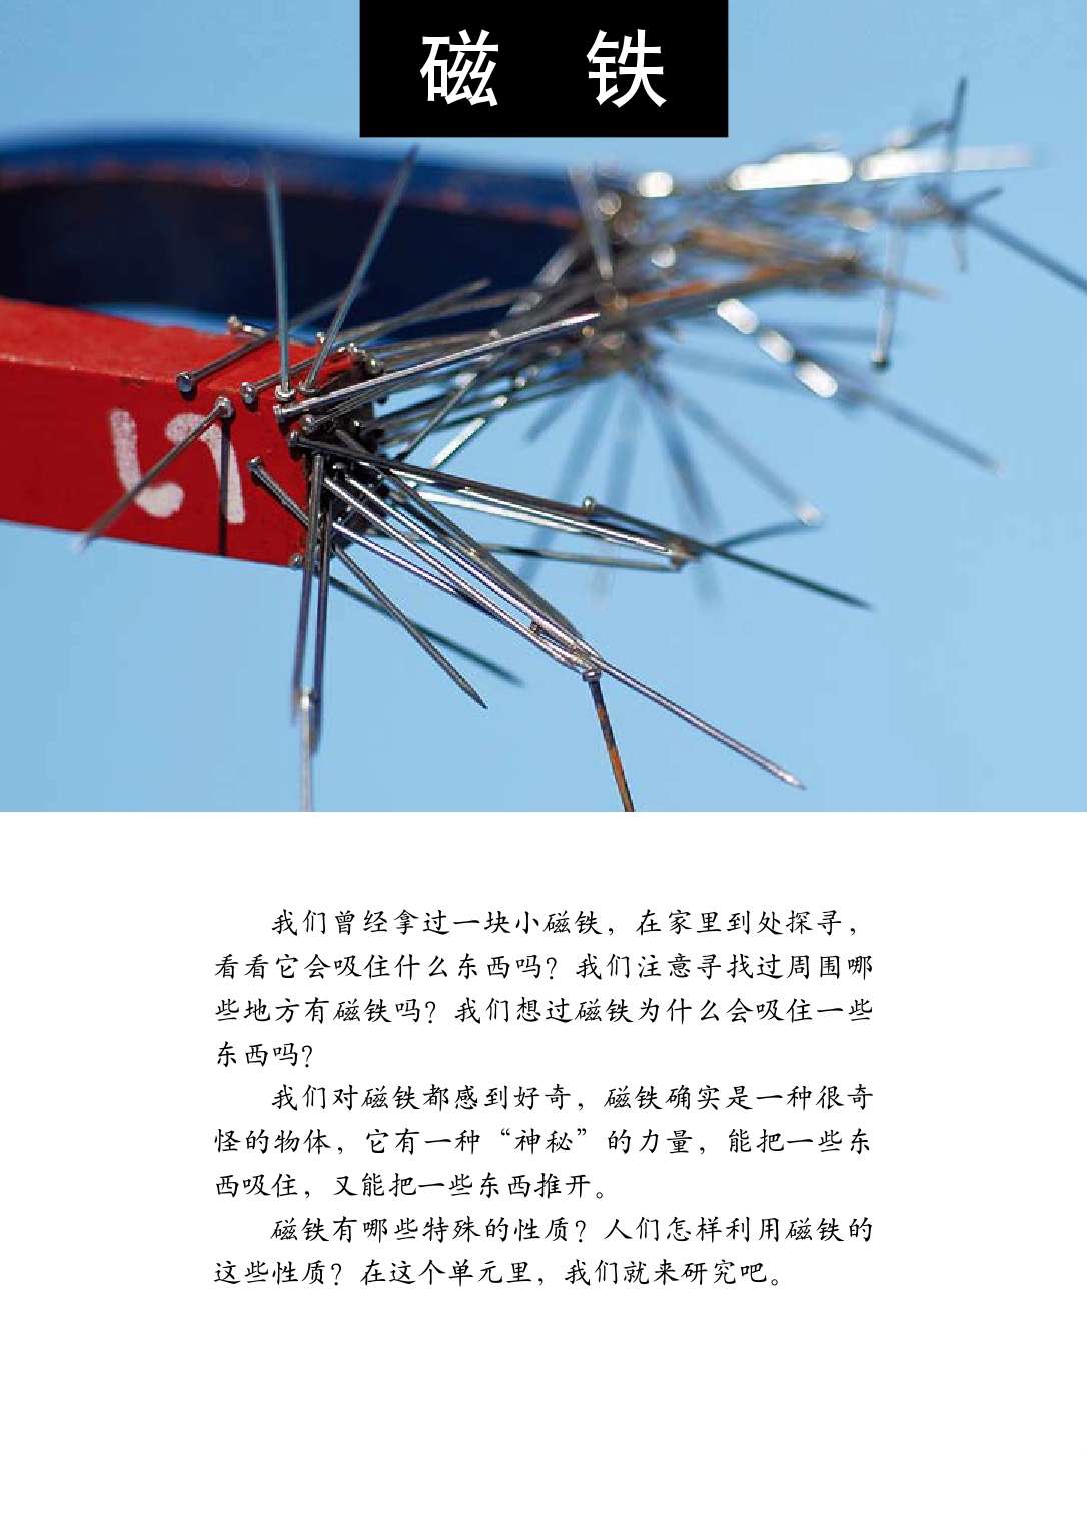 磁 铁
我们曾经拿过一块小磁铁，在家里到处探寻，
看看它会吸住什么东西吗？我们注意寻找过周围哪
些地方有磁铁吗？我们想过磁铁为什么会吸住一些
东西吗？
我们对磁铁都感到好奇，磁铁确实是一种很奇
怪的物体，它有一种“神秘”的力量，能把一些东
西吸住，又能把一些东西推开。
磁铁有哪些特殊的性质？人们怎样利用磁铁的
这些性质？在这个单元里，我们就来研究吧。